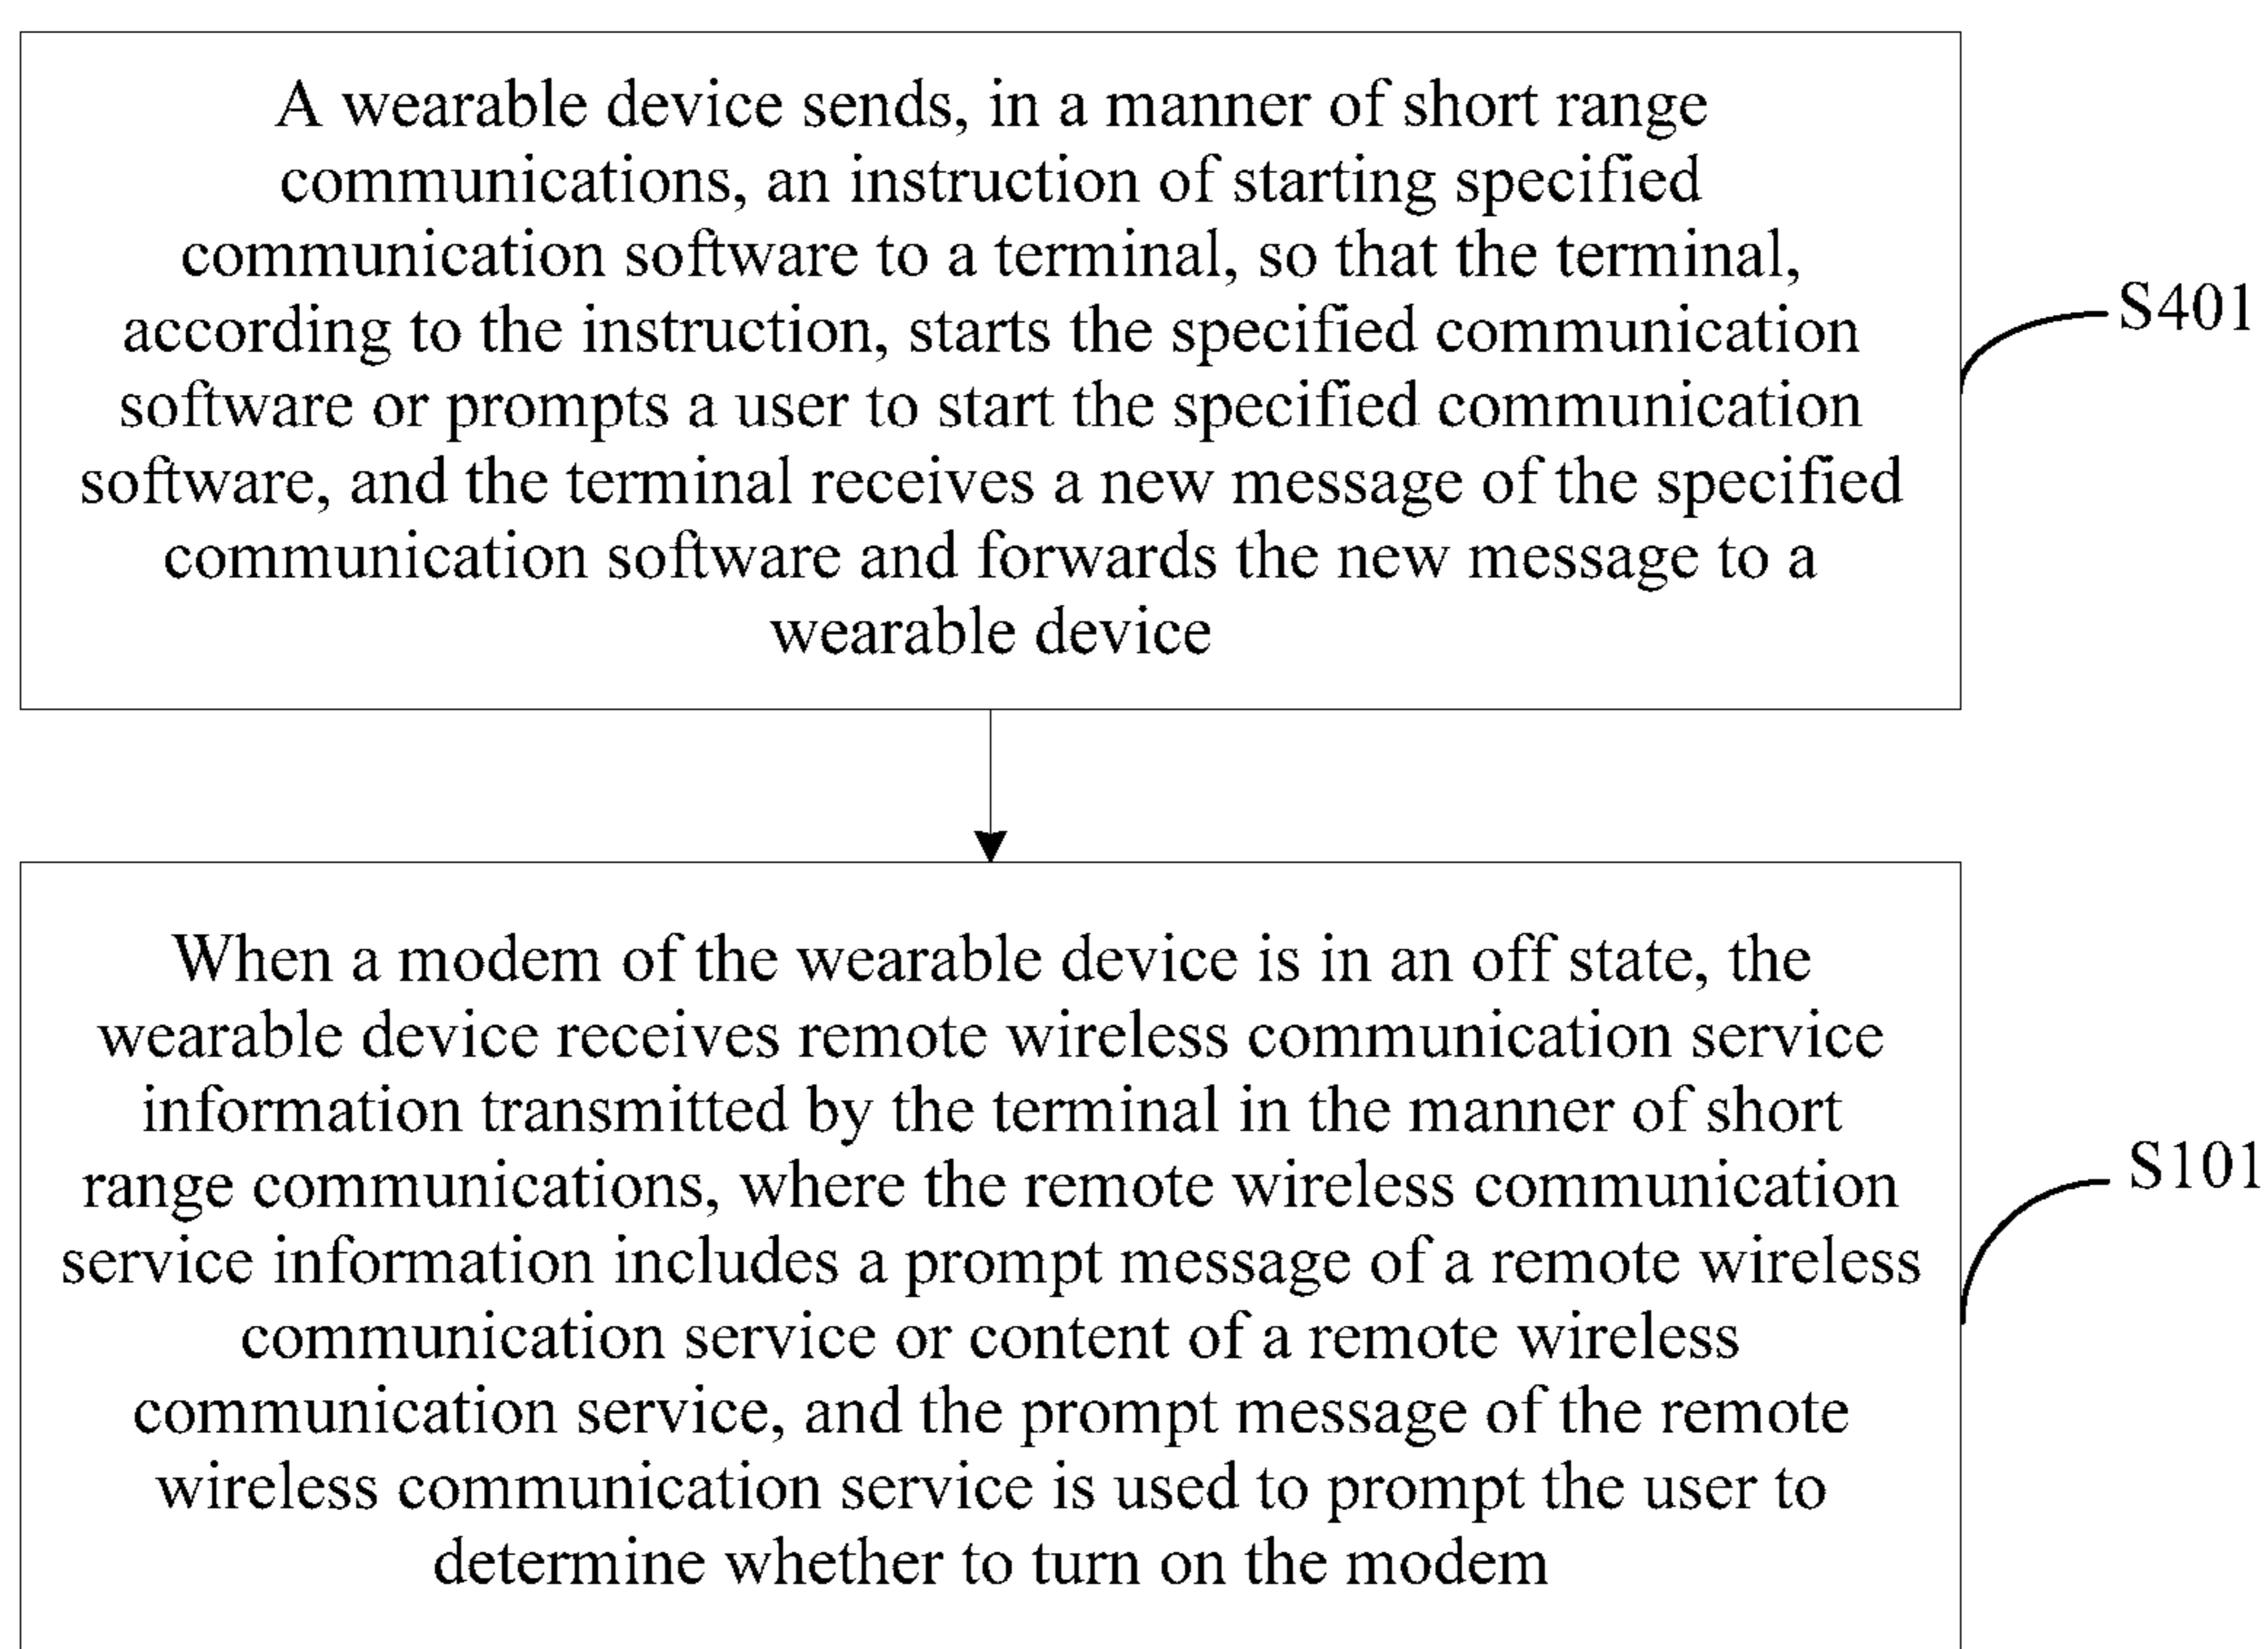 A wearable device sends, in a manner of short range
communications, an instruction of starting specified
communication software to a terminal, so that the terminal,
according to the instruction, starts the specified communication
software or prompts a user to start the specified communication
software, and the terminal receives a new message of the specified
communication software and forwards the new message to a
wearable device
S401
When a modem of the wearable device is in an off state, the
wearable device receives remote wireless communication service
information transmitted by the terminal in the manner of short
range communications, where the remote wireless communication
service information includes a prompt message of a remote wireless
communication service or content of a remote wireless
communication service, and the prompt message of the remote
wireless communication service is used to prompt the user to
determine whether to turn on the modem
S101